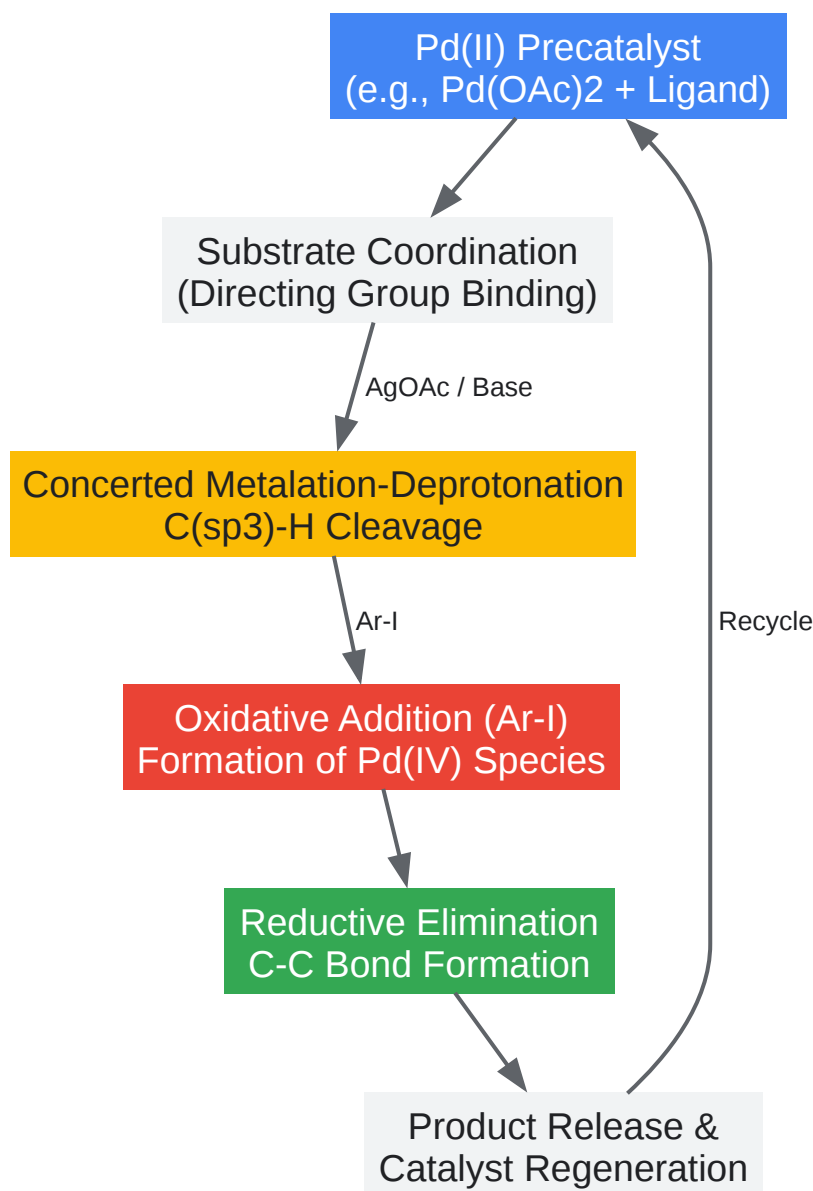 Pd(II) Precatalyst
(e.g., Pd(OAc)2 + Ligand)
Substrate Coordination
(Directing Group Binding)
AgOAc / Base
Concerted Metalation-Deprotonation
C(sp3)-H Cleavage
Ar-I
Recycle
Oxidative Addition (Ar-I)
Formation of Pd(IV) Species
Reductive Elimination
C-C Bond Formation
Product Release &
Catalyst Regeneration